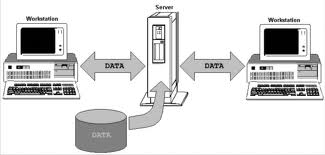 Server
Workstation
Workstation
DATA
DATA
DATA